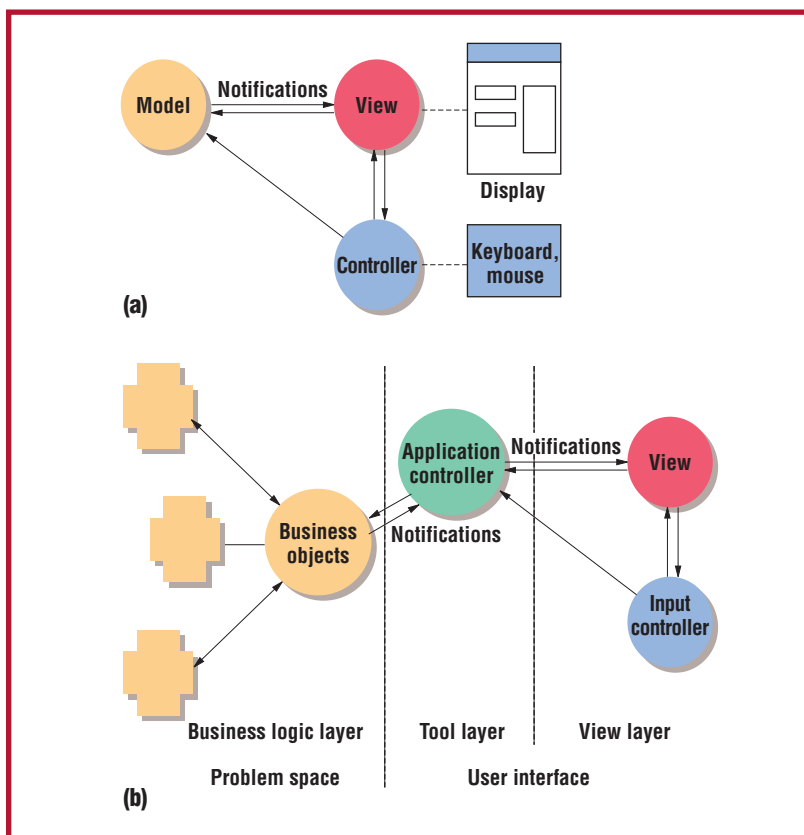 Model
Notifications
View
Display
Controller
Keyboard,
mouse
(a)
Application
controller
Notifications
View
Business
objects
Notifications
Input
controller
Business logic layer
Tool layer
View layer
Problem space
User interface
(b)